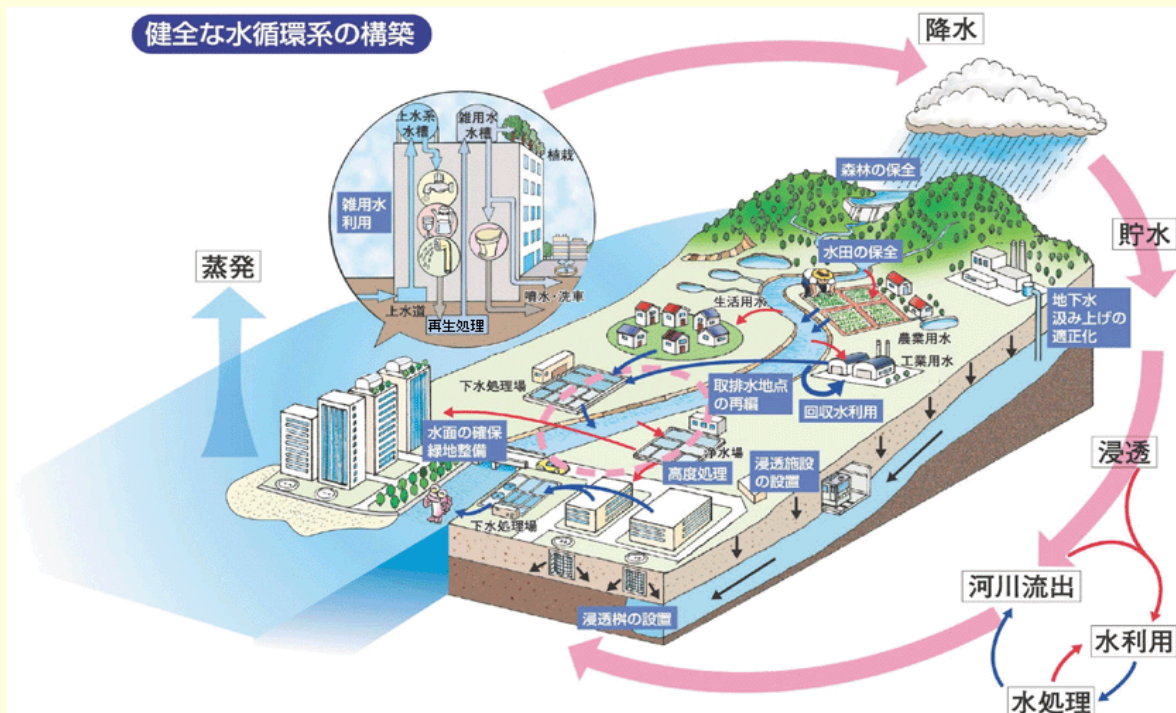 健全な水循環系の構築
降水
上水系
水槽
雑用水
水槽
植栽
雑用水
利用
上水道
再生処理
噴水・洗車
蒸発
森林の保全
貯水
水田の保全
生活用水
地下水
汲み上げの
適正化
農業用水
工業用水
下水処理場
取排水地点
の再編
回収水利用
水面の確保
緑地整備
浄水場
高度処理
浸透施設
の設置
浸透
下水処理場
河川流出
浸透桝の設置
水利用
水処理